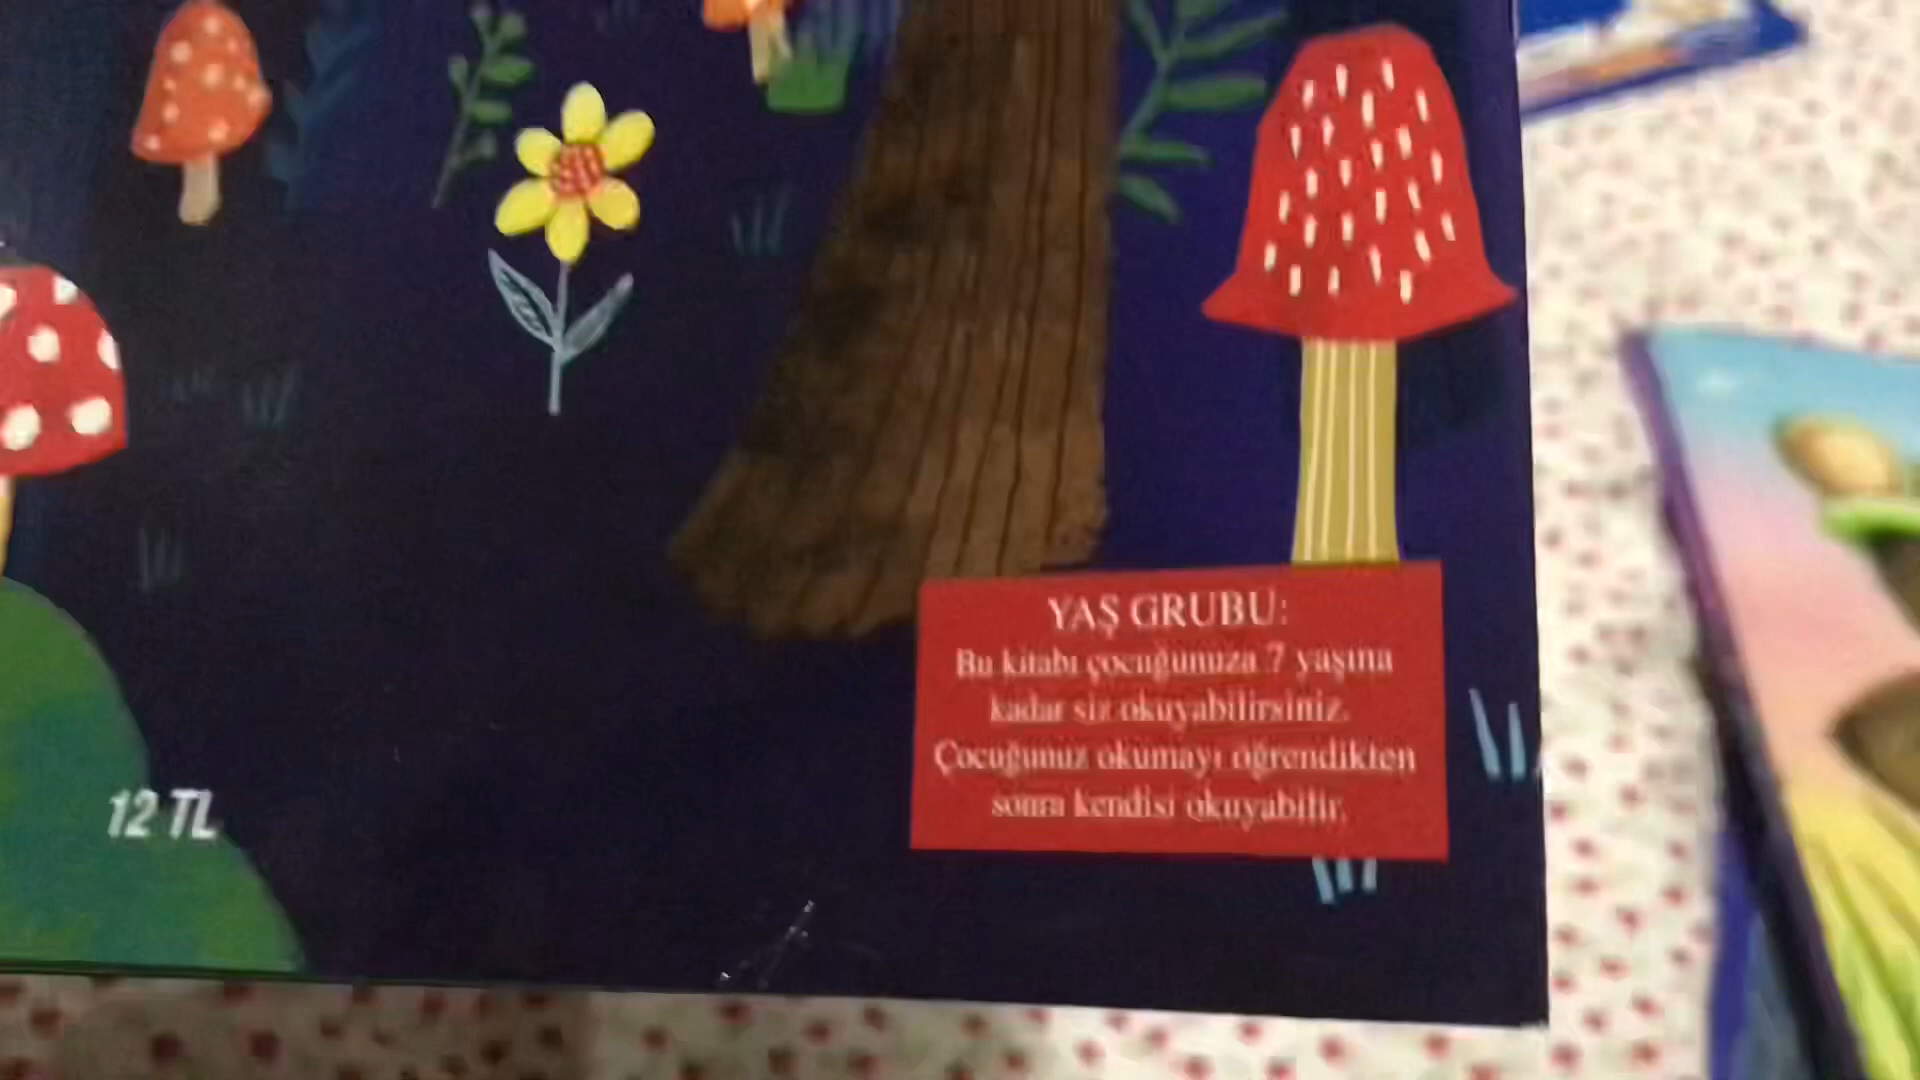 YAŞ GRUBU:
Bu kitabı çocuğunuza 7 yaşına
kadar siz okuyabilirsiniz.
Çocuğunuz okumayı öğrendikten
sonra kendisi okuyabilir.
12 TL